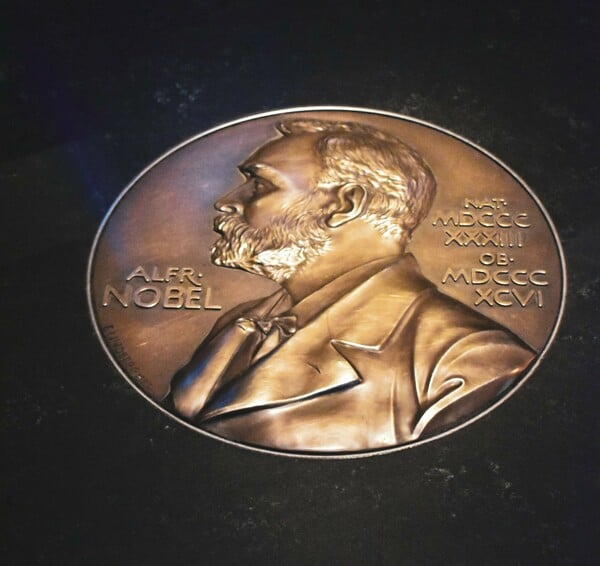 ALFR·
NOBEL
NAT·
MDCCC
XXXIII
OB·
MDCCC
XCVI